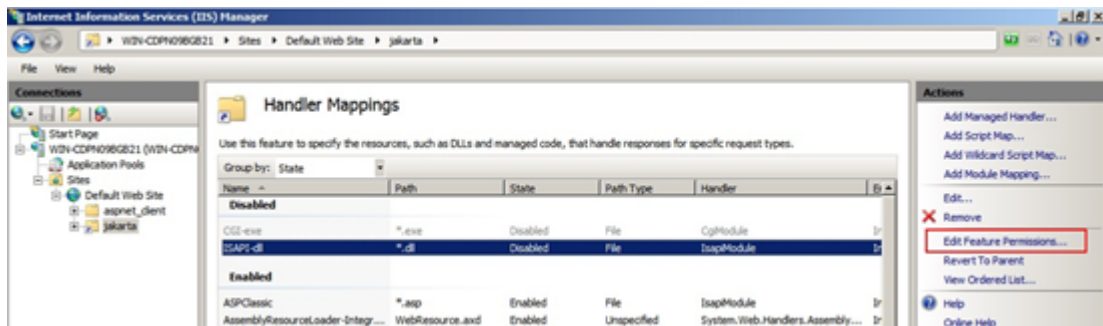 Internet Information Services (IIS) Manager
WIN-CDPN09BGB21 Sites Default Web Site jakarta
File View Help
Connections
Start Page
WIN-CDPN09BGB21 (WIN-CDPN
Application Pools
Sites
Default Web Site
aspnet_client
jakarta
Handler Mappings
Use this feature to specify the resources, such as DLLs and managed code, that handle responses for specific request types.
Group by: State
Name Path State Path Type Handler
Disabled
CGI-exe *.exe Disabled File CgiModule
ISAPI-dll *.dll Disabled File IsapiModule
Enabled
ASPClassic *.asp Enabled File IsapiModule
AssemblyResourceLoader-Integr... WebResource.axd Enabled Unspecified System.Web.Handlers.Assembly...
Actions
Add Managed Handler...
Add Script Map...
Add Wildcard Script Map...
Add Module Mapping...
Edit...
Remove
Edit Feature Permissions...
Revert To Parent
View Ordered List...
Help
Online Help